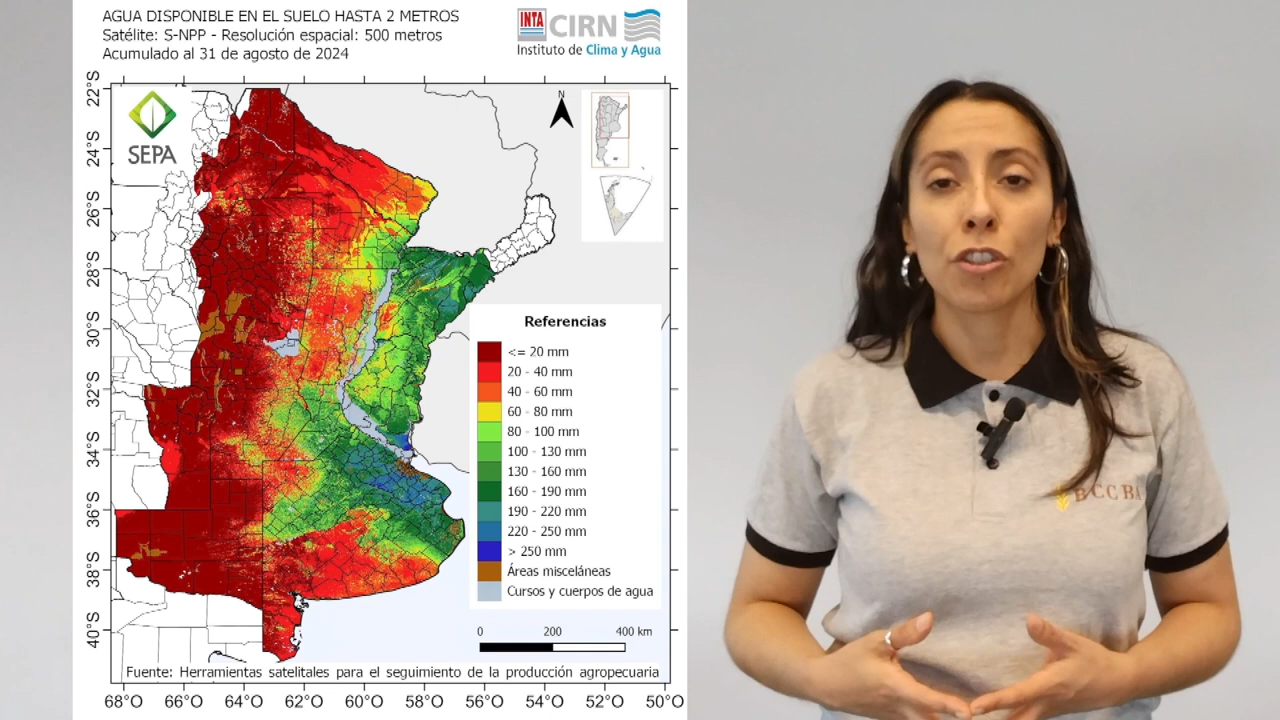 AGUA DISPONIBLE EN EL SUELO HASTA 2 METROS
Satélite: S-NPP - Resolución espacial: 500 metros
Acumulado al 31 de agosto de 2024
INTA CIRN
Instituto de Clima y Agua
22°S
24°S
26°S
28°S
30°S
32°S
34°S
36°S
38°S
40°S
SEPA
N
Referencias
<= 20 mm
20 - 40 mm
40 - 60 mm
60 - 80 mm
80 - 100 mm
100 - 130 mm
130 - 160 mm
160 - 190 mm
190 - 220 mm
220 - 250 mm
> 250 mm
Áreas misceláneas
Cursos y cuerpos de agua
0 200 400 km
Fuente: Herramientas satelitales para el seguimiento de la producción agropecuaria
68°O 66°O 64°O 62°O 60°O 58°O 56°O 54°O 52°O 50°O
BCCBA